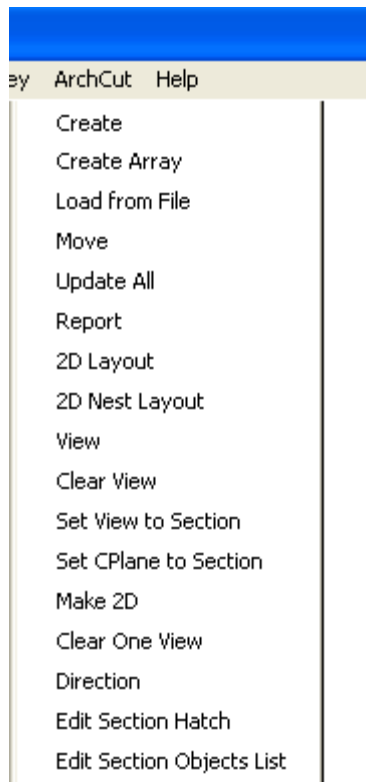 ey ArchCut Help
Create
Create Array
Load from File
Move
Update All
Report
2D Layout
2D Nest Layout
View
Clear View
Set View to Section
Set CPlane to Section
Make 2D
Clear One View
Direction
Edit Section Hatch
Edit Section Objects List